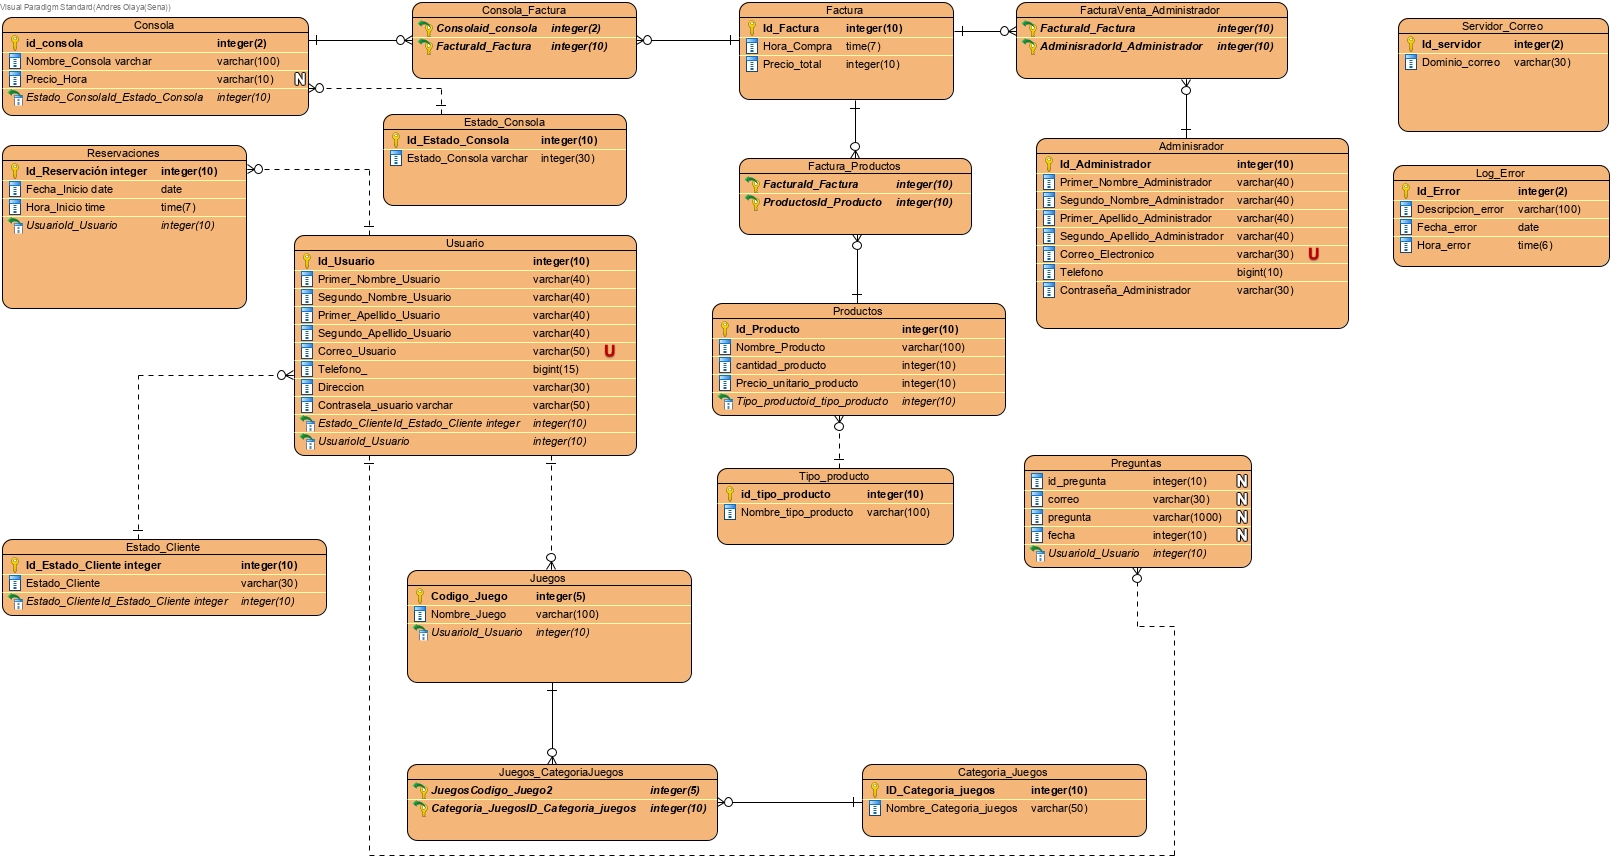 Visual Paradigm Standard(Andres Olaya(Sena))
Consola
id_consola integer(2)
Nombre_Consola varchar varchar(100)
Precio_Hora varchar(10) N
Estado_ConsolaId_Estado_Consola integer(10)
Consola_Factura
Consolaid_consola integer(2)
FacturaId_Factura integer(10)
Factura
Id_Factura integer(10)
Hora_Compra time(7)
Precio_total integer(10)
FacturaVenta_Administrador
FacturaId_Factura integer(10)
AdminisradorId_Administrador integer(10)
Servidor_Correo
Id_servidor integer(2)
Dominio_correo varchar(30)
Estado_Consola
Id_Estado_Consola integer(10)
Estado_Consola varchar integer(30)
Reservaciones
Id_Reservación integer integer(10)
Fecha_Inicio date date
Hora_Inicio time time(7)
UsuarioId_Usuario integer(10)
Factura_Productos
FacturaId_Factura integer(10)
ProductosId_Producto integer(10)
Adminisrador
Id_Administrador integer(10)
Primer_Nombre_Administrador varchar(40)
Segundo_Nombre_Administrador varchar(40)
Primer_Apellido_Administrador varchar(40)
Segundo_Apellido_Administrador varchar(40)
Correo_Electronico varchar(30) U
Telefono bigint(10)
Contraseña_Administrador varchar(30)
Log_Error
Id_Error integer(2)
Descripcion_error varchar(100)
Fecha_error date
Hora_error time(6)
Usuario
Id_Usuario integer(10)
Primer_Nombre_Usuario varchar(40)
Segundo_Nombre_Usuario varchar(40)
Primer_Apellido_Usuario varchar(40)
Segundo_Apellido_Usuario varchar(40)
Correo_Usuario varchar(50) U
Telefono_ bigint(15)
Direccion varchar(30)
Contrasela_usuario varchar varchar(50)
Estado_ClienteId_Estado_Cliente integer integer(10)
UsuarioId_Usuario integer(10)
Productos
Id_Producto integer(10)
Nombre_Producto varchar(100)
cantidad_producto integer(10)
Precio_unitario_producto integer(10)
Tipo_productoid_tipo_producto integer(10)
Tipo_producto
id_tipo_producto integer(10)
Nombre_tipo_producto varchar(100)
Preguntas
id_pregunta integer(10) N
correo varchar(30) N
pregunta varchar(1000) N
fecha integer(10) N
UsuarioId_Usuario integer(10)
Estado_Cliente
Id_Estado_Cliente integer integer(10)
Estado_Cliente varchar(30)
Estado_ClienteId_Estado_Cliente integer integer(10)
Juegos
Codigo_Juego integer(5)
Nombre_Juego varchar(100)
UsuarioId_Usuario integer(10)
Juegos_CategoriaJuegos
JuegosCodigo_Juego2 integer(5)
Categoria_JuegosID_Categoria_juegos integer(10)
Categoria_Juegos
ID_Categoria_juegos integer(10)
Nombre_Categoria_juegos varchar(50)